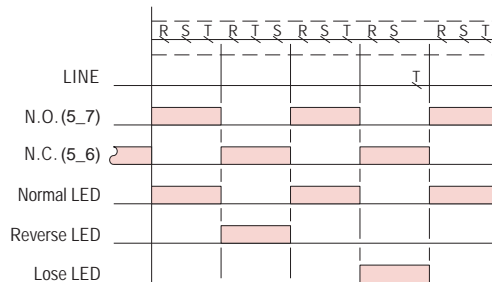 R S T R T S R S T R S R S T
LINE T
N.O. (5_7)
N.C. (5_6)
Normal LED
Reverse LED
Lose LED